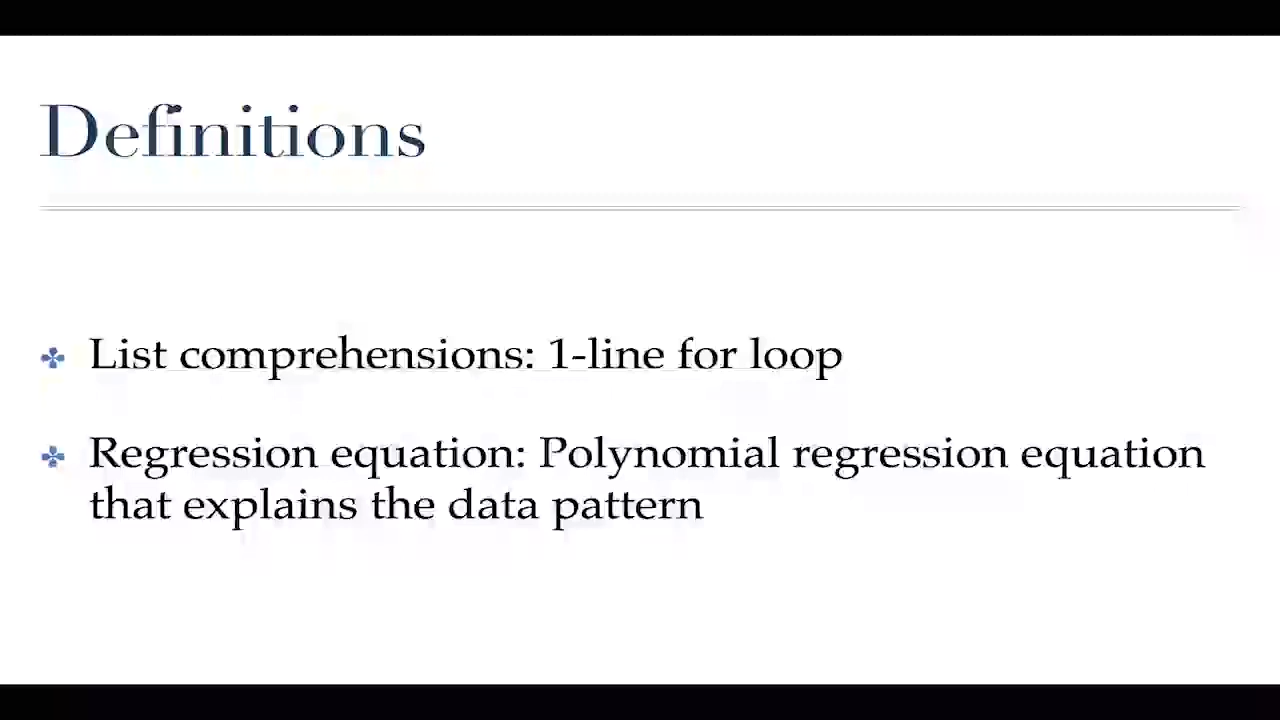 Definitions
List comprehensions: 1-line for loop
Regression equation: Polynomial regression equation
that explains the data pattern